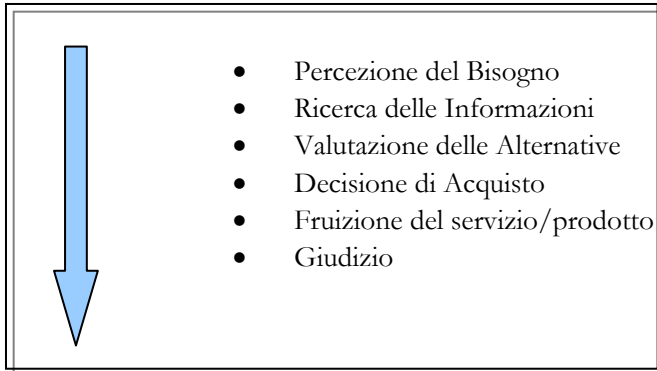 • Percezione del Bisogno
• Ricerca delle Informazioni
• Valutazione delle Alternative
• Decisione di Acquisto
• Fruizione del servizio/prodotto
• Giudizio